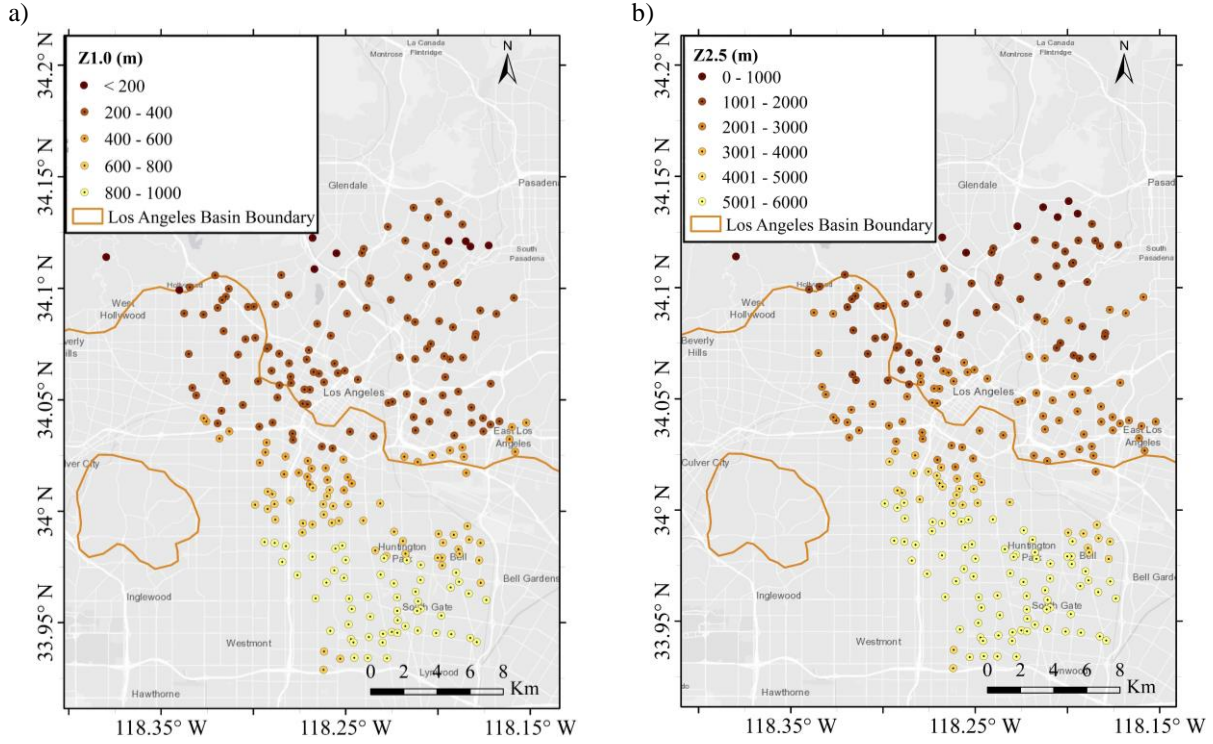 a)
Z1.0 (m)
< 200
200 - 400
400 - 600
600 - 800
800 - 1000
Los Angeles Basin Boundary
N
La Canada
Flintridge
Montrose
Glendale
Pasadena
South
Pasadena
West
Hollywood
Beverly
Hills
Los Angeles
East Los
Angeles
Culver City
Huntington
Park
Bell
Bell Gardens
Inglewood
South Gate
Westmont
Lynwood
Hawthorne
0 2 4 6 8
Km
34.2° N
34.15° N
34.1° N
34.05° N
34° N
33.95° N
118.35° W
118.25° W
118.15° W
b)
Z2.5 (m)
0 - 1000
1001 - 2000
2001 - 3000
3001 - 4000
4001 - 5000
5001 - 6000
Los Angeles Basin Boundary
N
La Canada
Flintridge
Montrose
Glendale
Pasad
South
Pasadena
West
Hollywood
Beverly
Hills
Los Angeles
East Los
Angeles
Culver City
Huntington
Park
Bell
Bell Garde
Inglewood
South Gate
Westmont
Lynwood
Hawthorne
0 2 4 6 8
Km
34.2° N
34.15° N
34.1° N
34.05° N
34° N
33.95° N
118.35° W
118.25° W
118.15° W